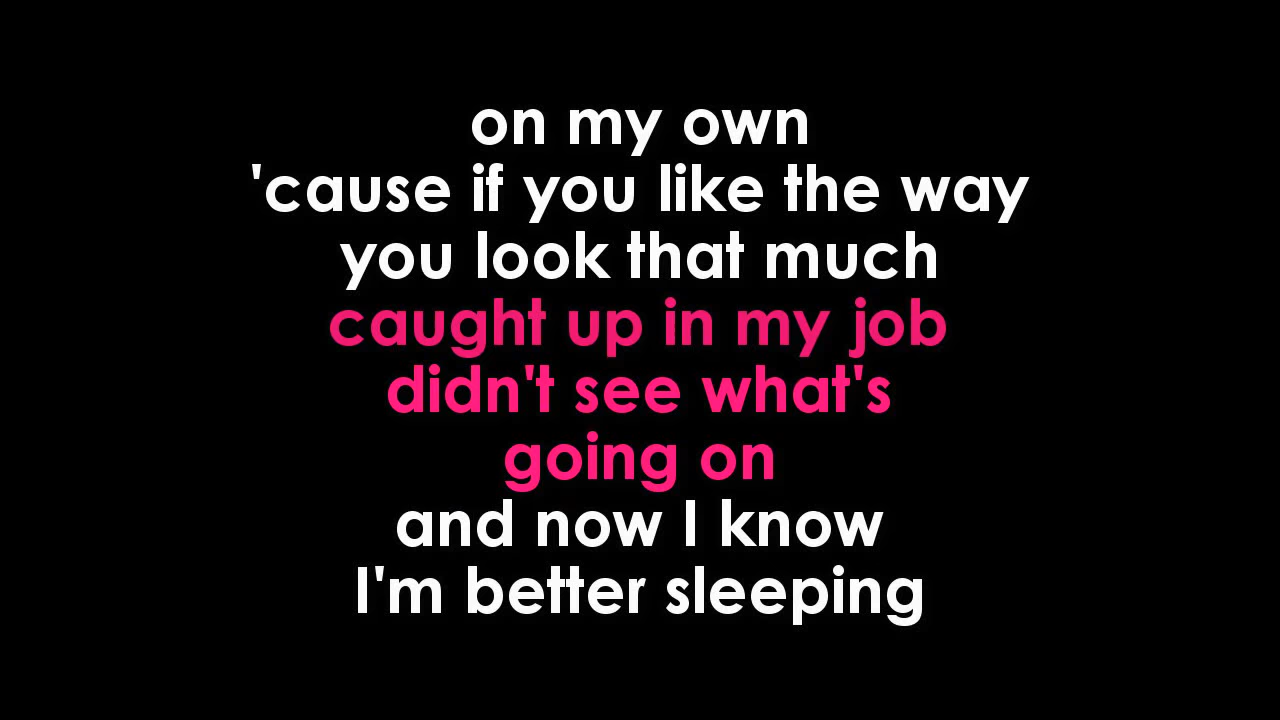 on my own
'cause if you like the way
you look that much
caught up in my job
didn't see what's
going on
and now I know
I'm better sleeping